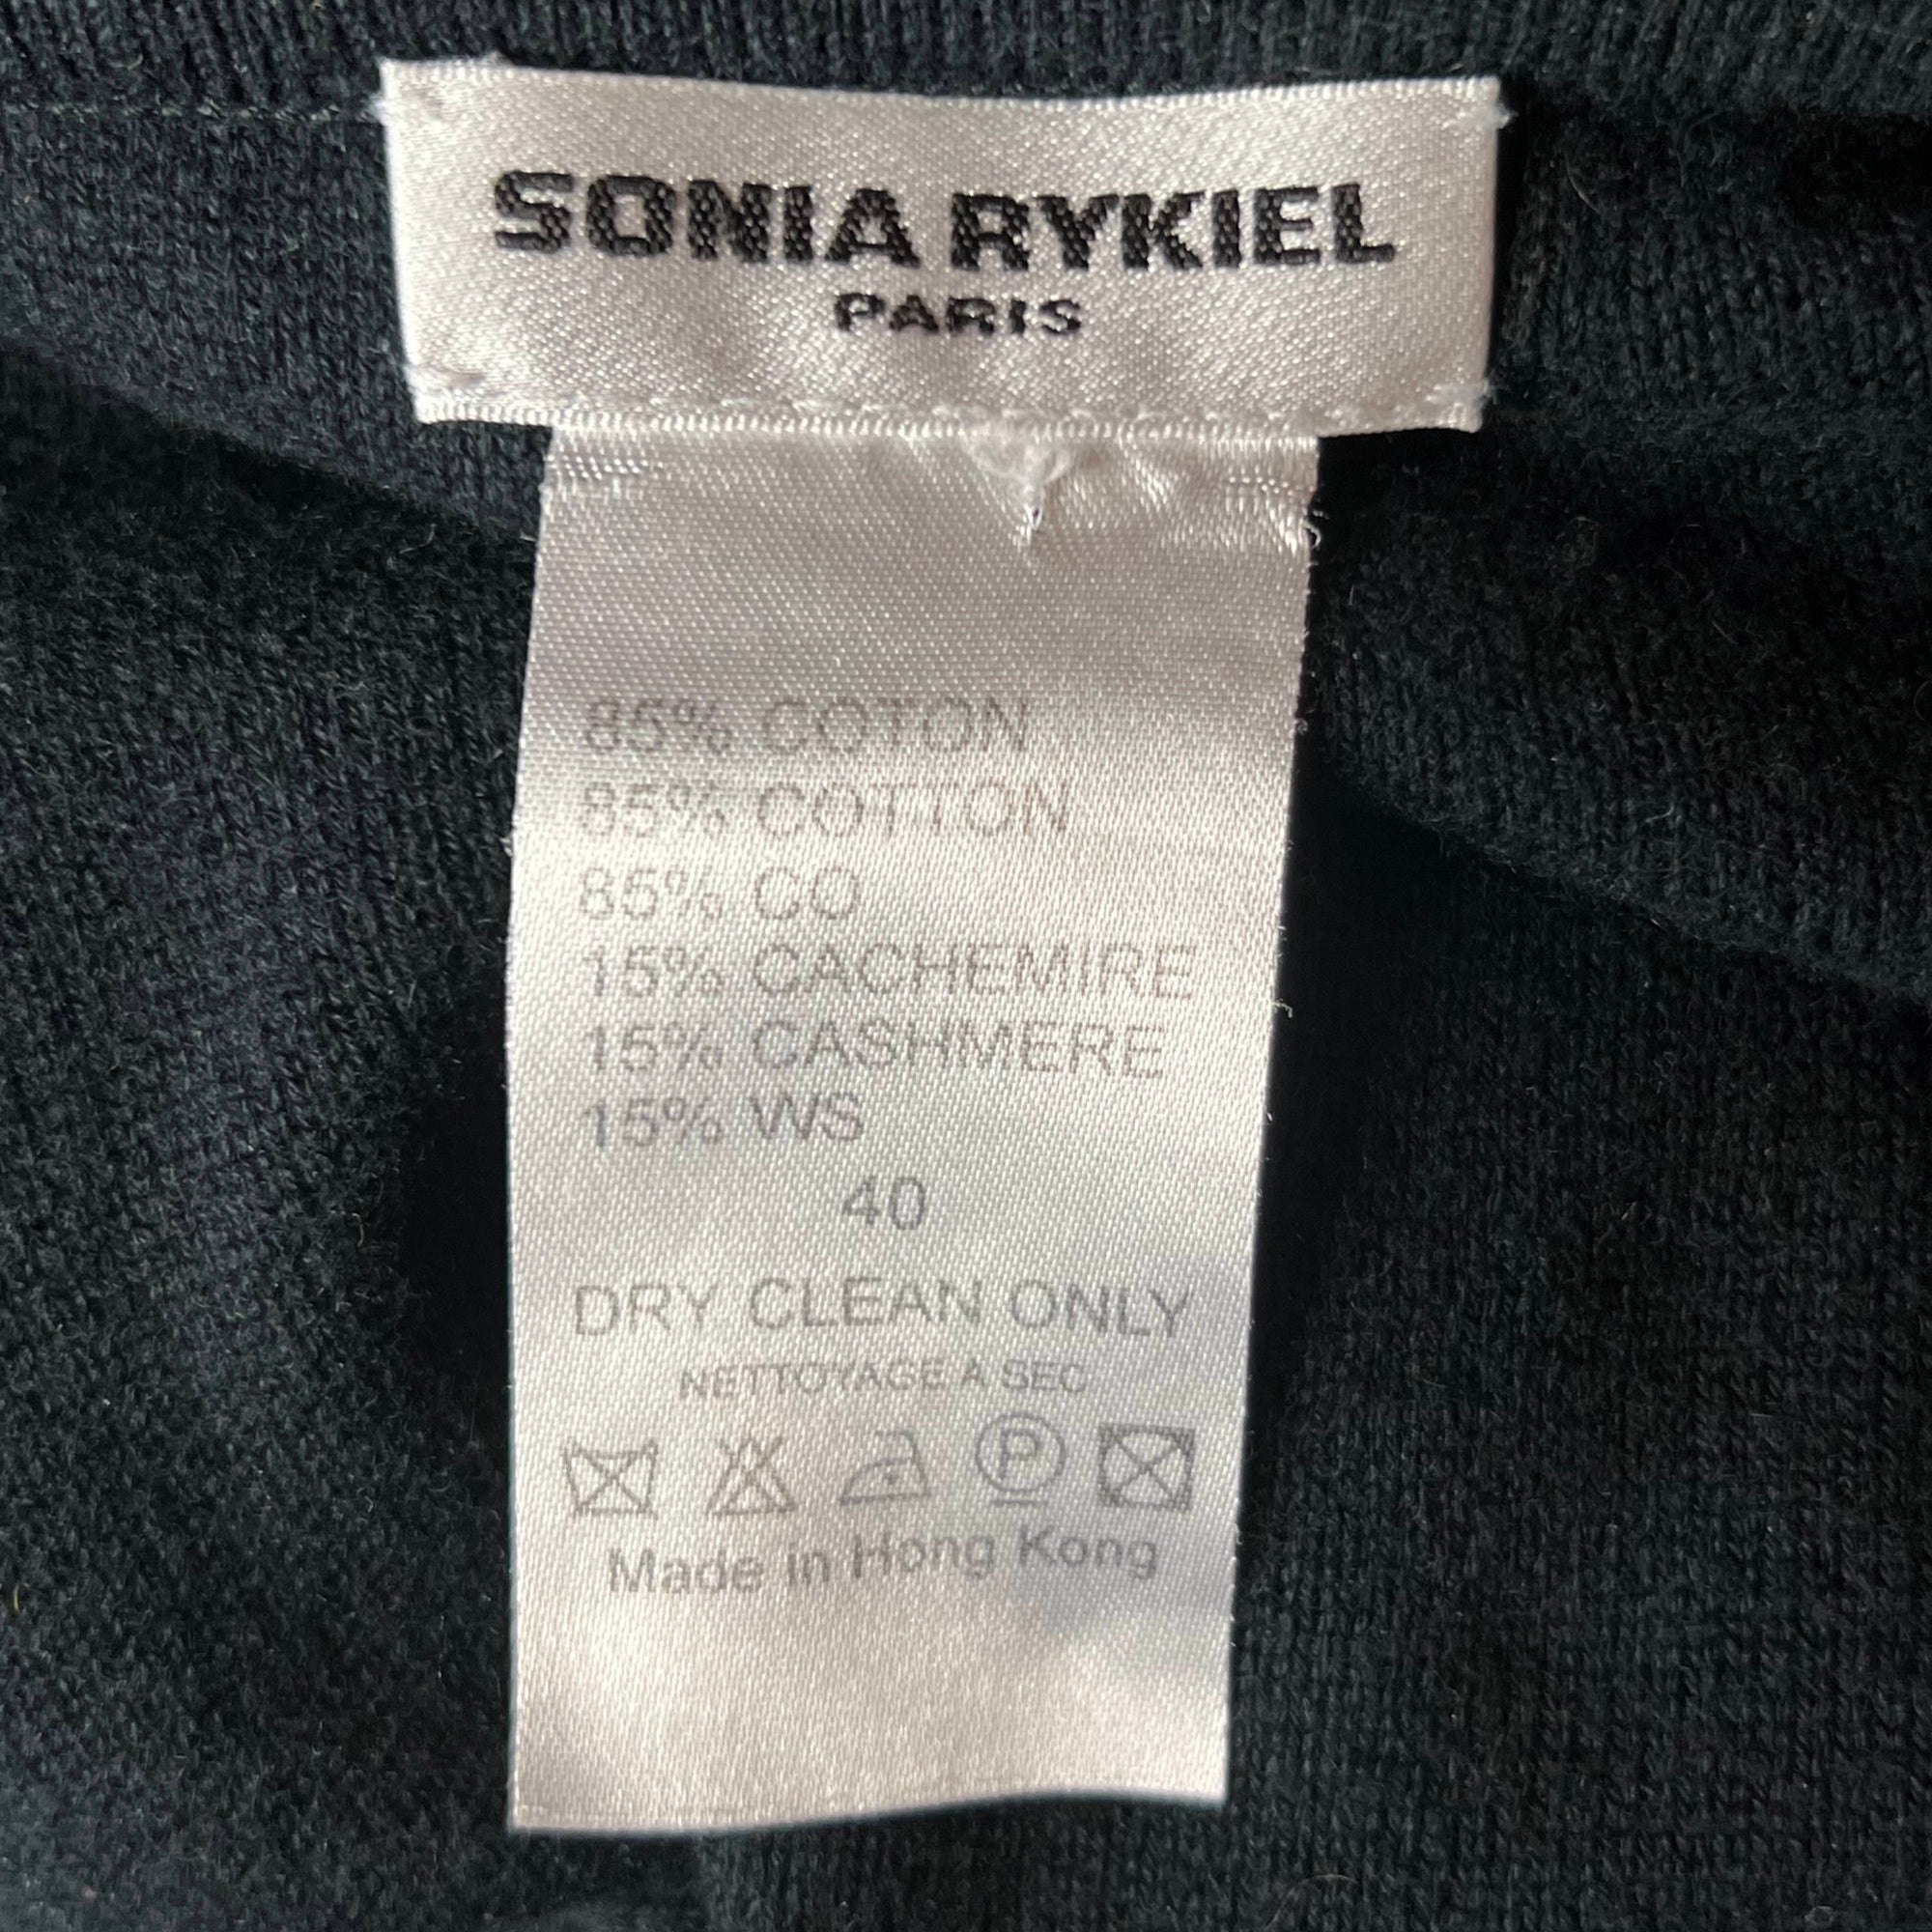 SONIA RYKIEL
PARIS
85% COTON
85% COTTON
85% CO
15% CACHEMIRE
15% CASHMERE
15% WS
40
DRY CLEAN ONLY
NETTOYAGE A SEC
P
Made in Hong Kong